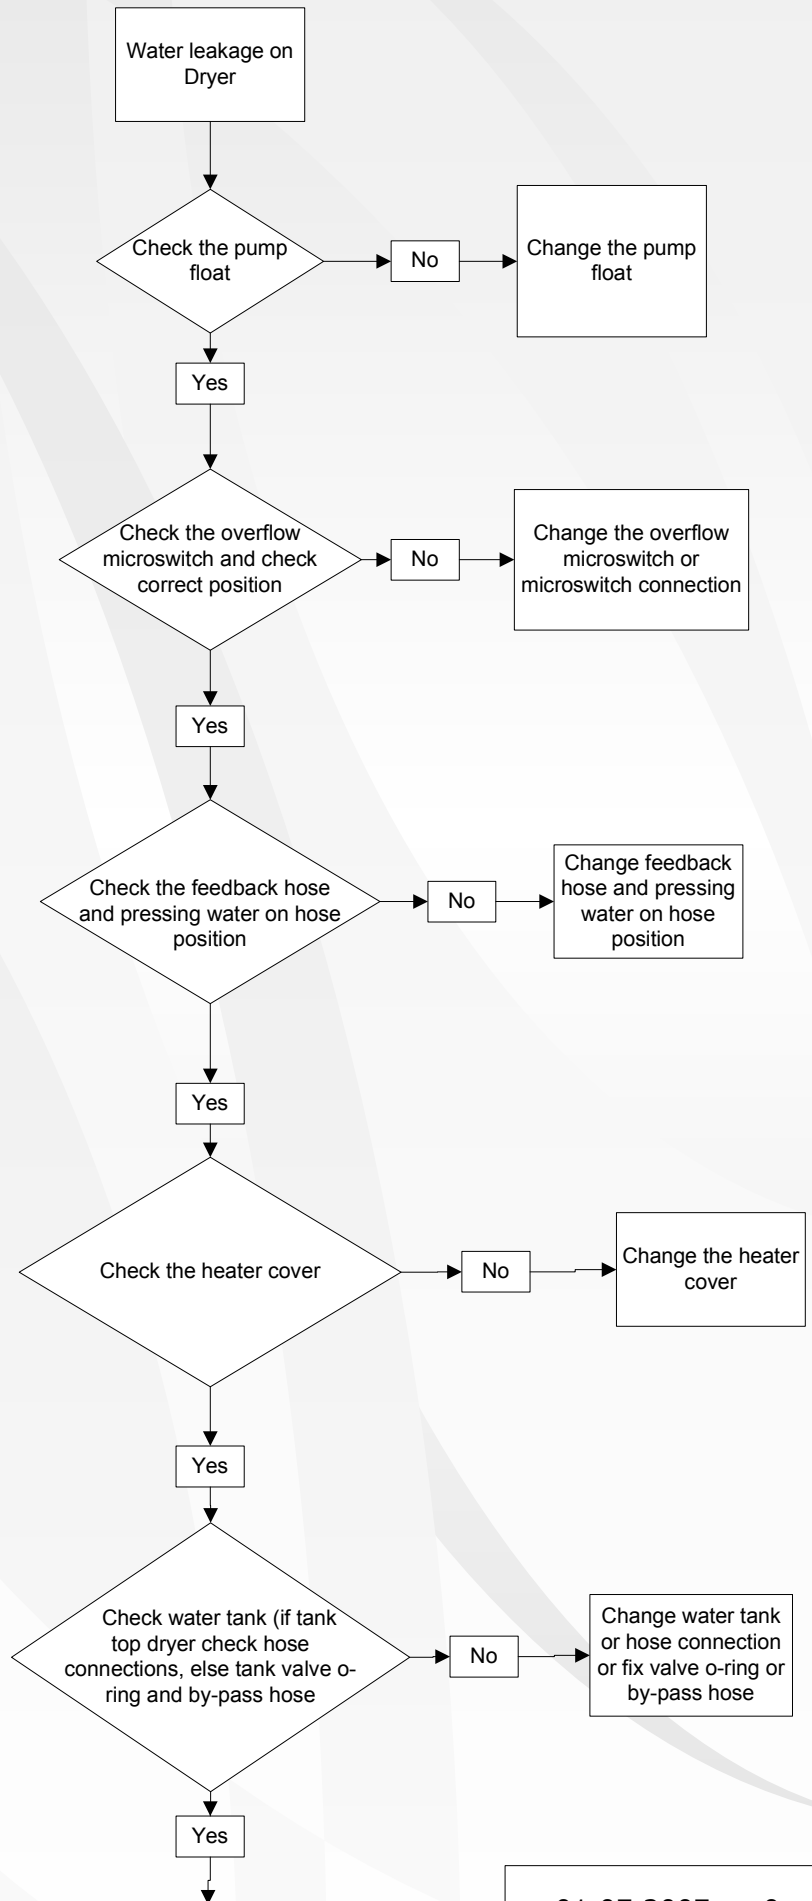 Water leakage on
Dryer
Check the pump
float
No
Change the pump
float
Yes
Check the overflow
microswitch and check
correct position
No
Change the overflow
microswitch or
microswitch connection
Yes
Check the feedback hose
and pressing water on hose
position
No
Change feedback
hose and pressing
water on hose
position
Yes
Check the heater cover
No
Change the heater
cover
Yes
Check water tank (if tank
top dryer check hose
connections, else tank valve o-
ring and by-pass hose
No
Change water tank
or hose connection
or fix valve o-ring or
by-pass hose
Yes